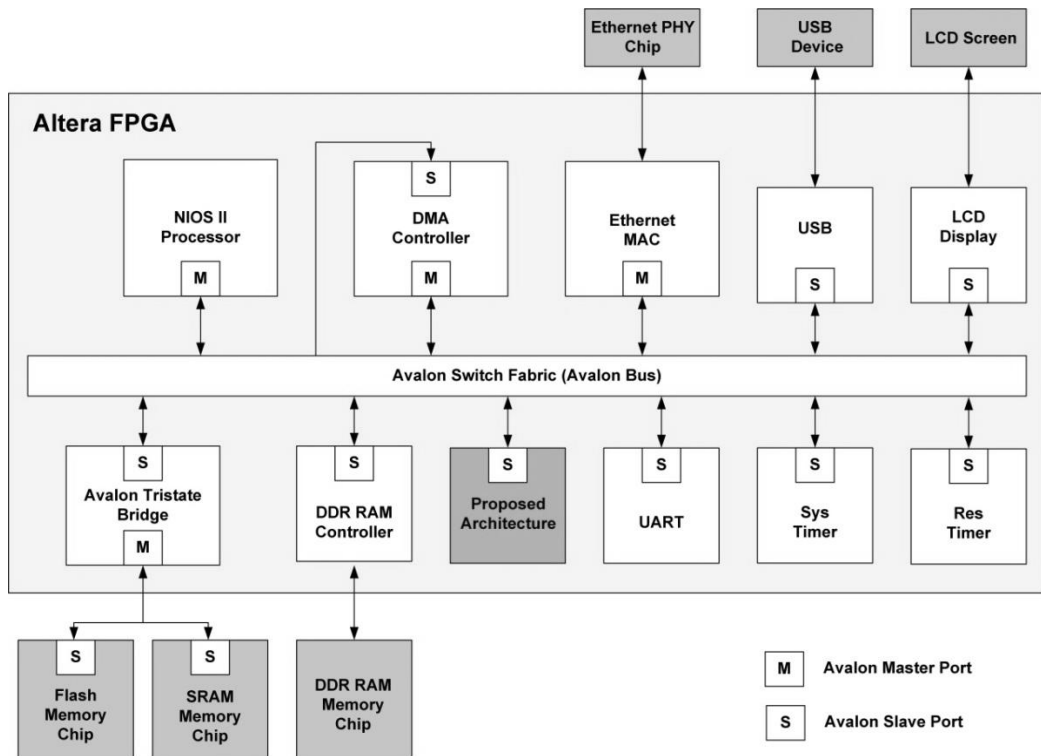 Ethernet PHY
Chip
USB
Device
LCD Screen
Altera FPGA
NIOS II
Processor
M
S
DMA
Controller
M
Ethernet
MAC
M
USB
S
LCD
Display
S
Avalon Switch Fabric (Avalon Bus)
S
Avalon Tristate
Bridge
M
S
DDR RAM
Controller
S
Proposed
Architecture
S
UART
S
Sys
Timer
S
Res
Timer
S
Flash
Memory
Chip
S
SRAM
Memory
Chip
DDR RAM
Memory
Chip
M Avalon Master Port
S Avalon Slave Port